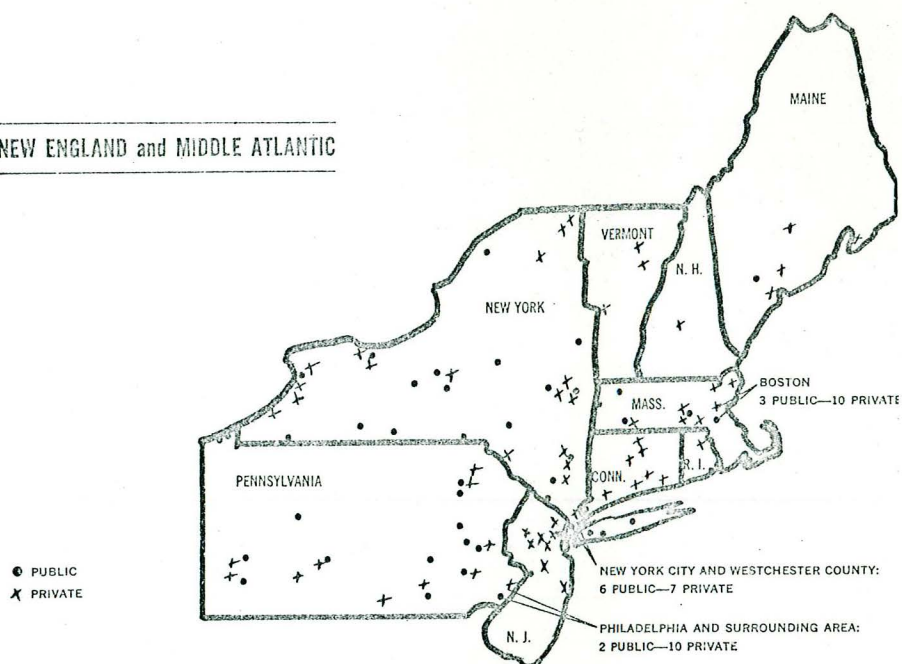 NEW ENGLAND and MIDDLE ATLANTIC
MAINE
VERMONT
N. H.
NEW YORK
BOSTON
3 PUBLIC—10 PRIVATE
MASS.
CONN.
R. I.
PENNSYLVANIA
PUBLIC
PRIVATE
NEW YORK CITY AND WESTCHESTER COUNTY:
6 PUBLIC—7 PRIVATE
PHILADELPHIA AND SURROUNDING AREA:
2 PUBLIC—10 PRIVATE
N. J.